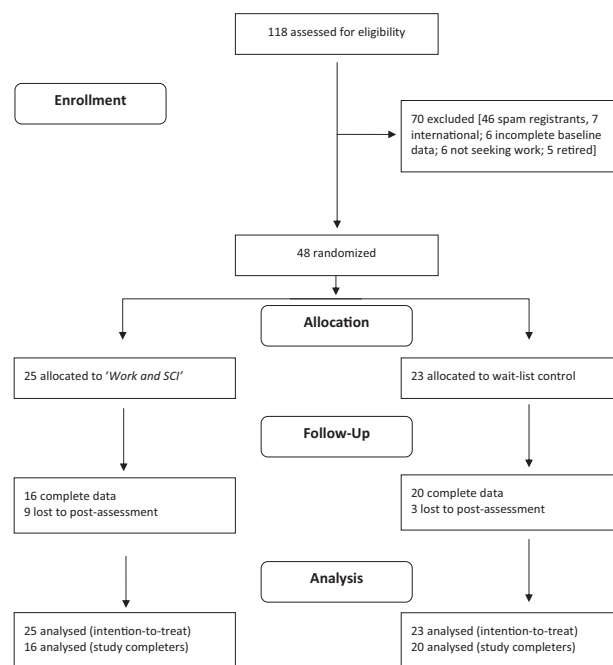 118 assessed for eligibility
Enrollment
70 excluded [46 spam registrants, 7
international; 6 incomplete baseline
data; 6 not seeking work; 5 retired]
48 randomized
Allocation
25 allocated to ‘Work and SCI’
23 allocated to wait-list control
Follow-Up
16 complete data
9 lost to post-assessment
20 complete data
3 lost to post-assessment
Analysis
25 analysed (intention-to-treat)
16 analysed (study completers)
23 analysed (intention-to-treat)
20 analysed (study completers)